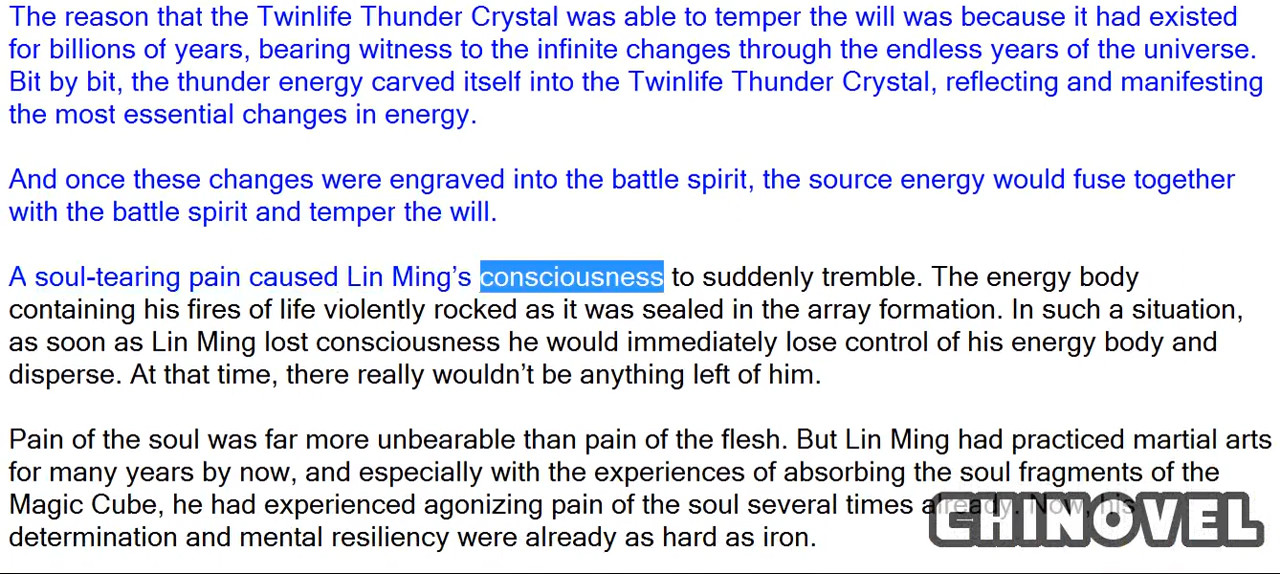 The reason that the Twinlife Thunder Crystal was able to temper the will was because it had existed
for billions of years, bearing witness to the infinite changes through the endless years of the universe.
Bit by bit, the thunder energy carved itself into the Twinlife Thunder Crystal, reflecting and manifesting
the most essential changes in energy.
And once these changes were engraved into the battle spirit, the source energy would fuse together
with the battle spirit and temper the will.
A soul-tearing pain caused Lin Ming’s consciousness to suddenly tremble. The energy body
containing his fires of life violently rocked as it was sealed in the array formation. In such a situation,
as soon as Lin Ming lost consciousness he would immediately lose control of his energy body and
disperse. At that time, there really wouldn’t be anything left of him.
Pain of the soul was far more unbearable than pain of the flesh. But Lin Ming had practiced martial arts
for many years by now, and especially with the experiences of absorbing the soul fragments of the
Magic Cube, he had experienced agonizing pain of the soul several times already. Now, his
determination and mental resiliency were already as hard as iron.
CHINOVEL